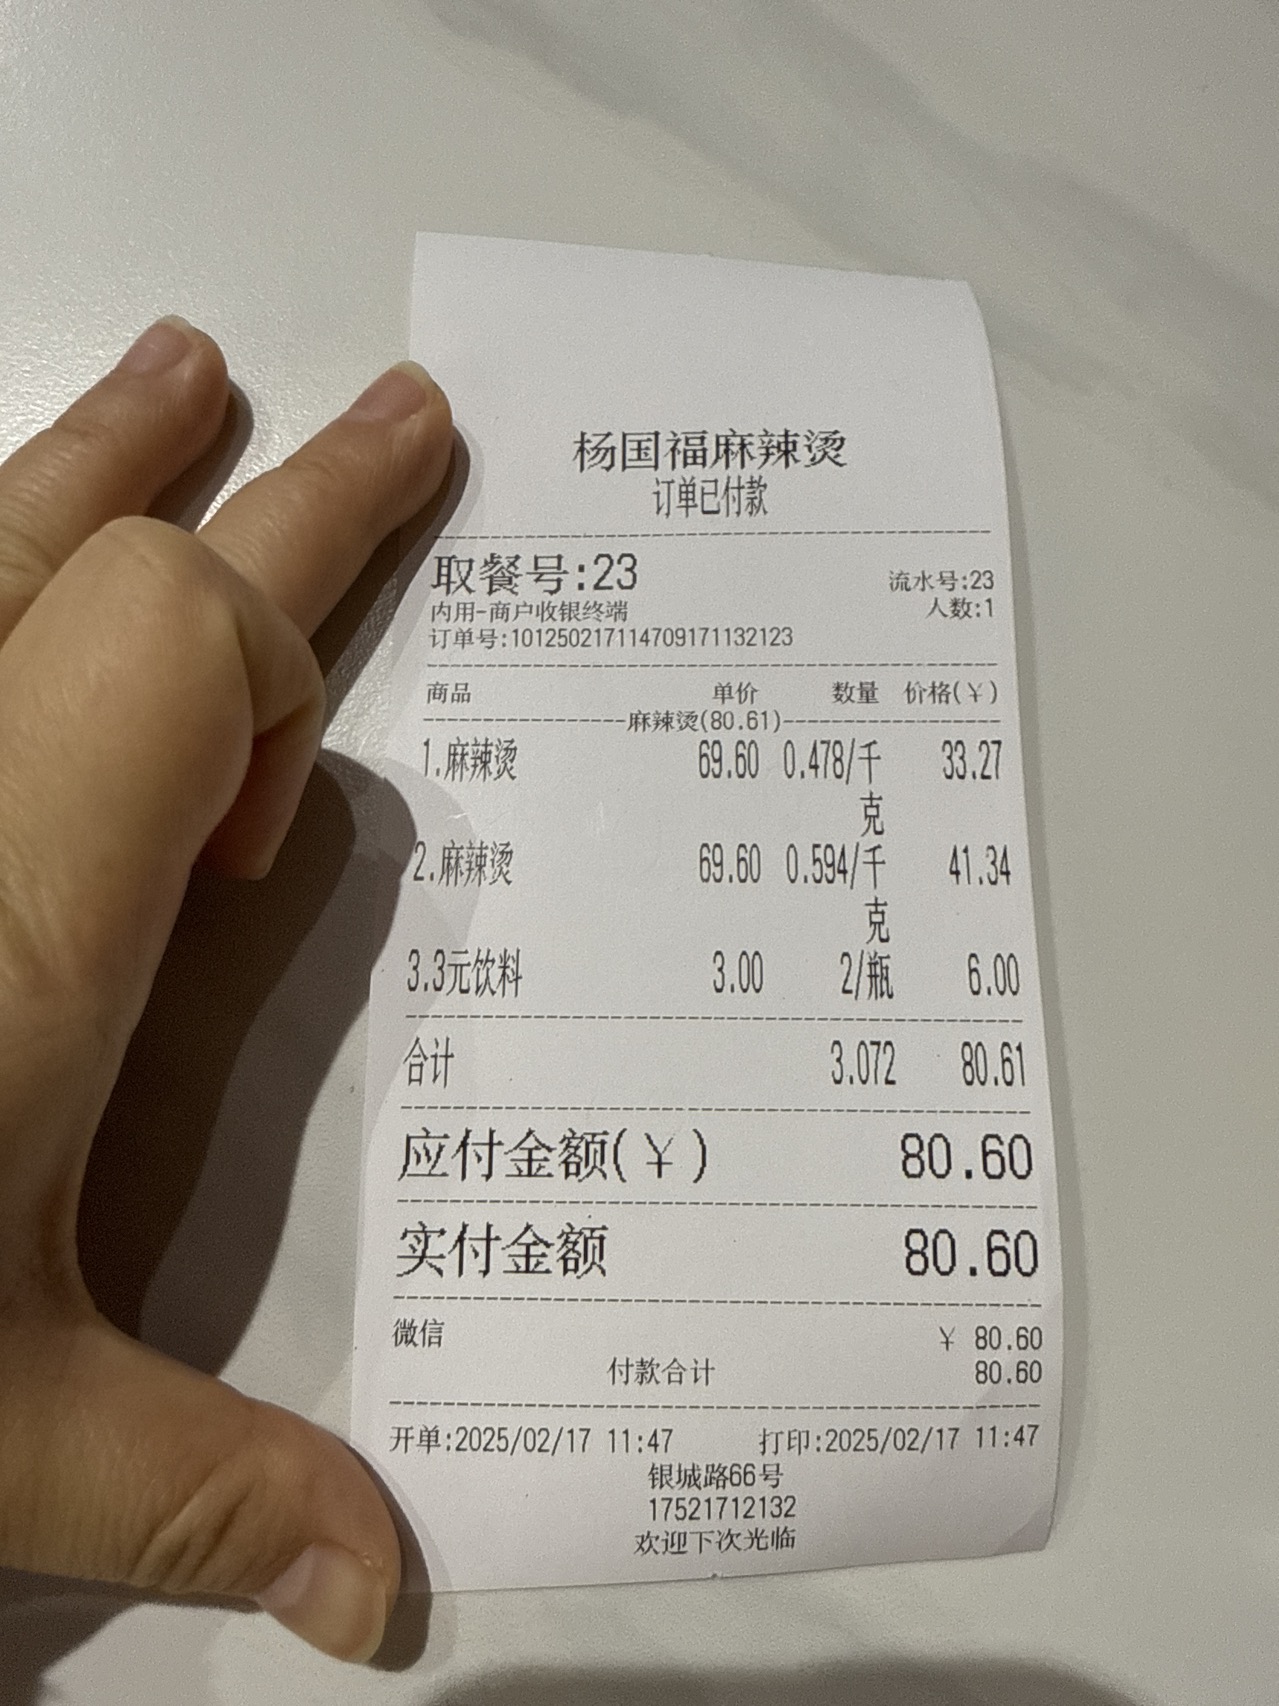 杨国福麻辣烫
订单已付款
取餐号:23 流水号:23
内用-商户收银终端 人数:1
订单号:101250217114709171132123
商品 单价 数量 价格(¥)
麻辣烫(80.61)
1.麻辣烫 69.60 0.478/千 33.27
克
2.麻辣烫 69.60 0.594/千 41.34
克
3.3元饮料 3.00 2/瓶 6.00
合计 3.072 80.61
应付金额(¥) 80.60
实付金额 80.60
微信 ¥ 80.60
付款合计 80.60
开单:2025/02/17 11:47 打印:2025/02/17 11:47
银城路66号
17521712132
欢迎下次光临